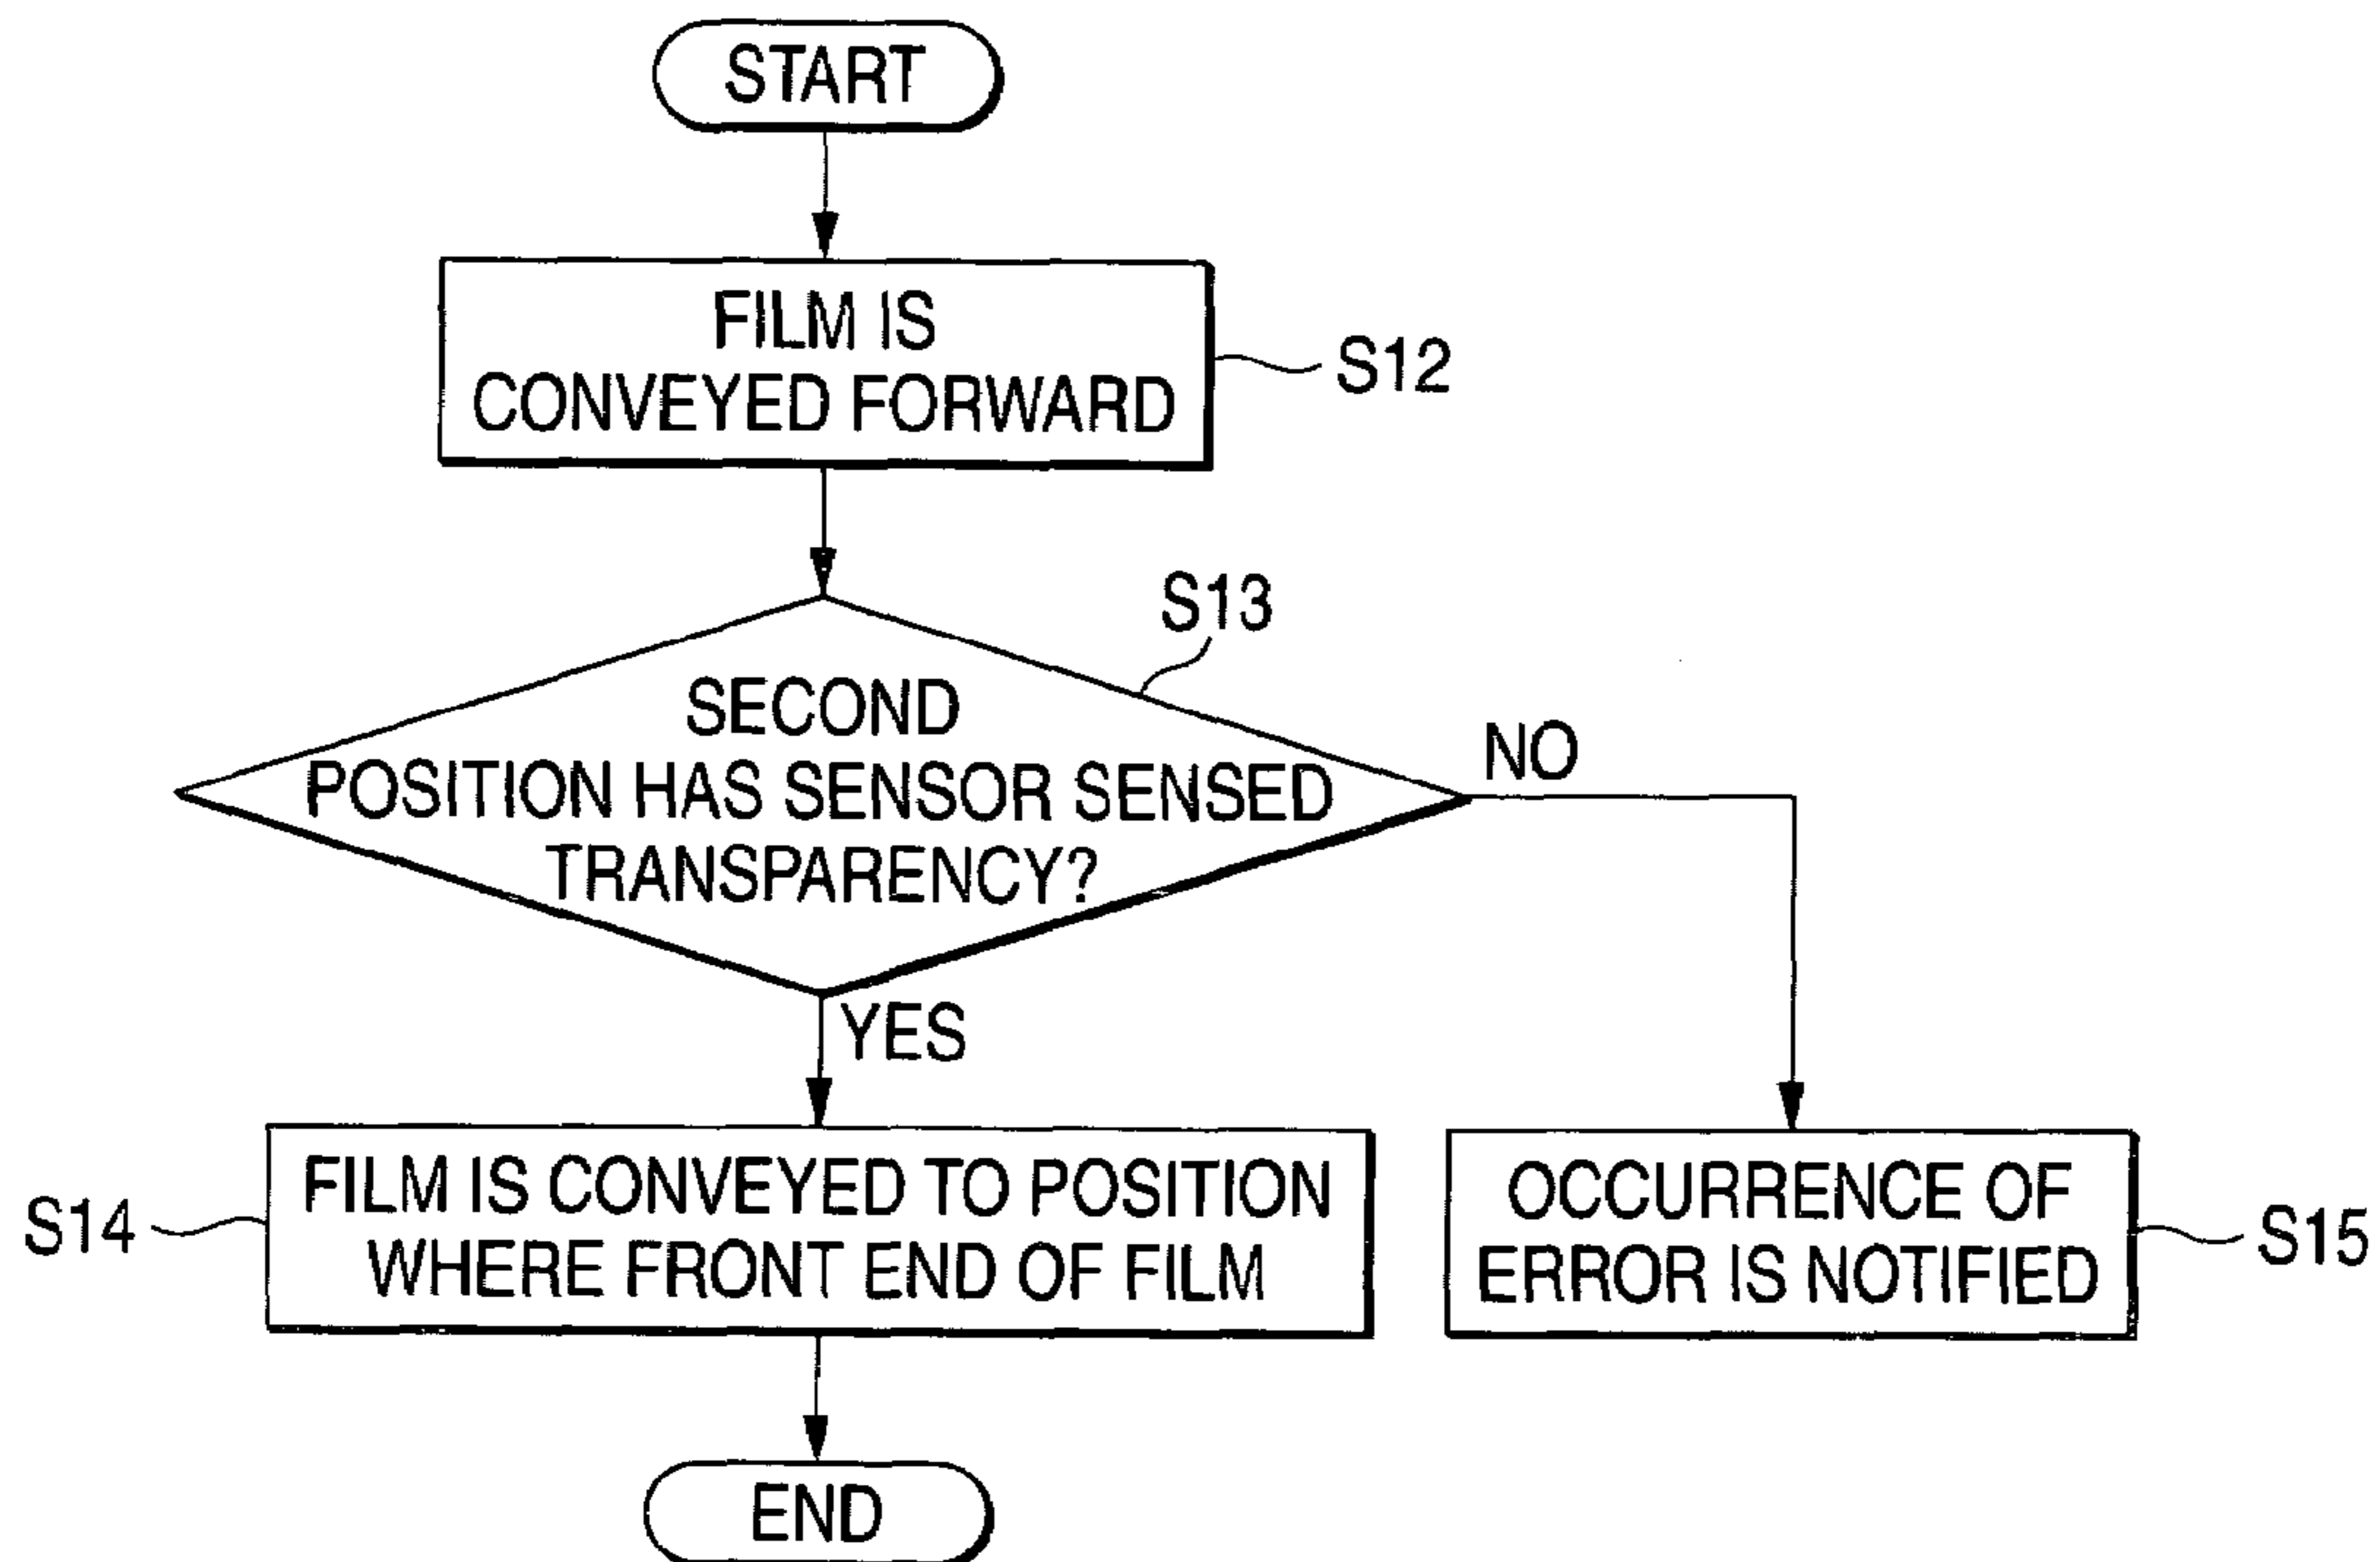 START
FILM IS
CONVEYED FORWARD
S12
S13
SECOND
POSITION HAS SENSOR SENSED
TRANSPARENCY?
NO
YES
S14
FILM IS CONVEYED TO POSITION
WHERE FRONT END OF FILM
OCCURRENCE OF
ERROR IS NOTIFIED
S15
END